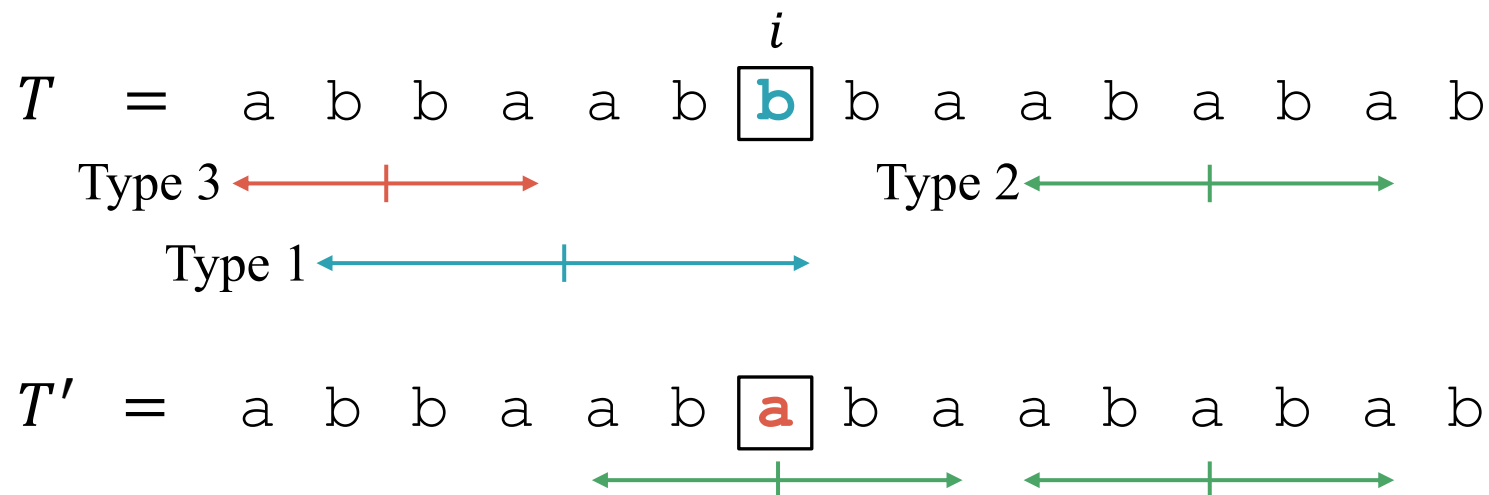 i
T = a b b a a b b b a a b a b a b
Type 3 Type 2
Type 1
T′ = a b b a a b a b a a b a b a b